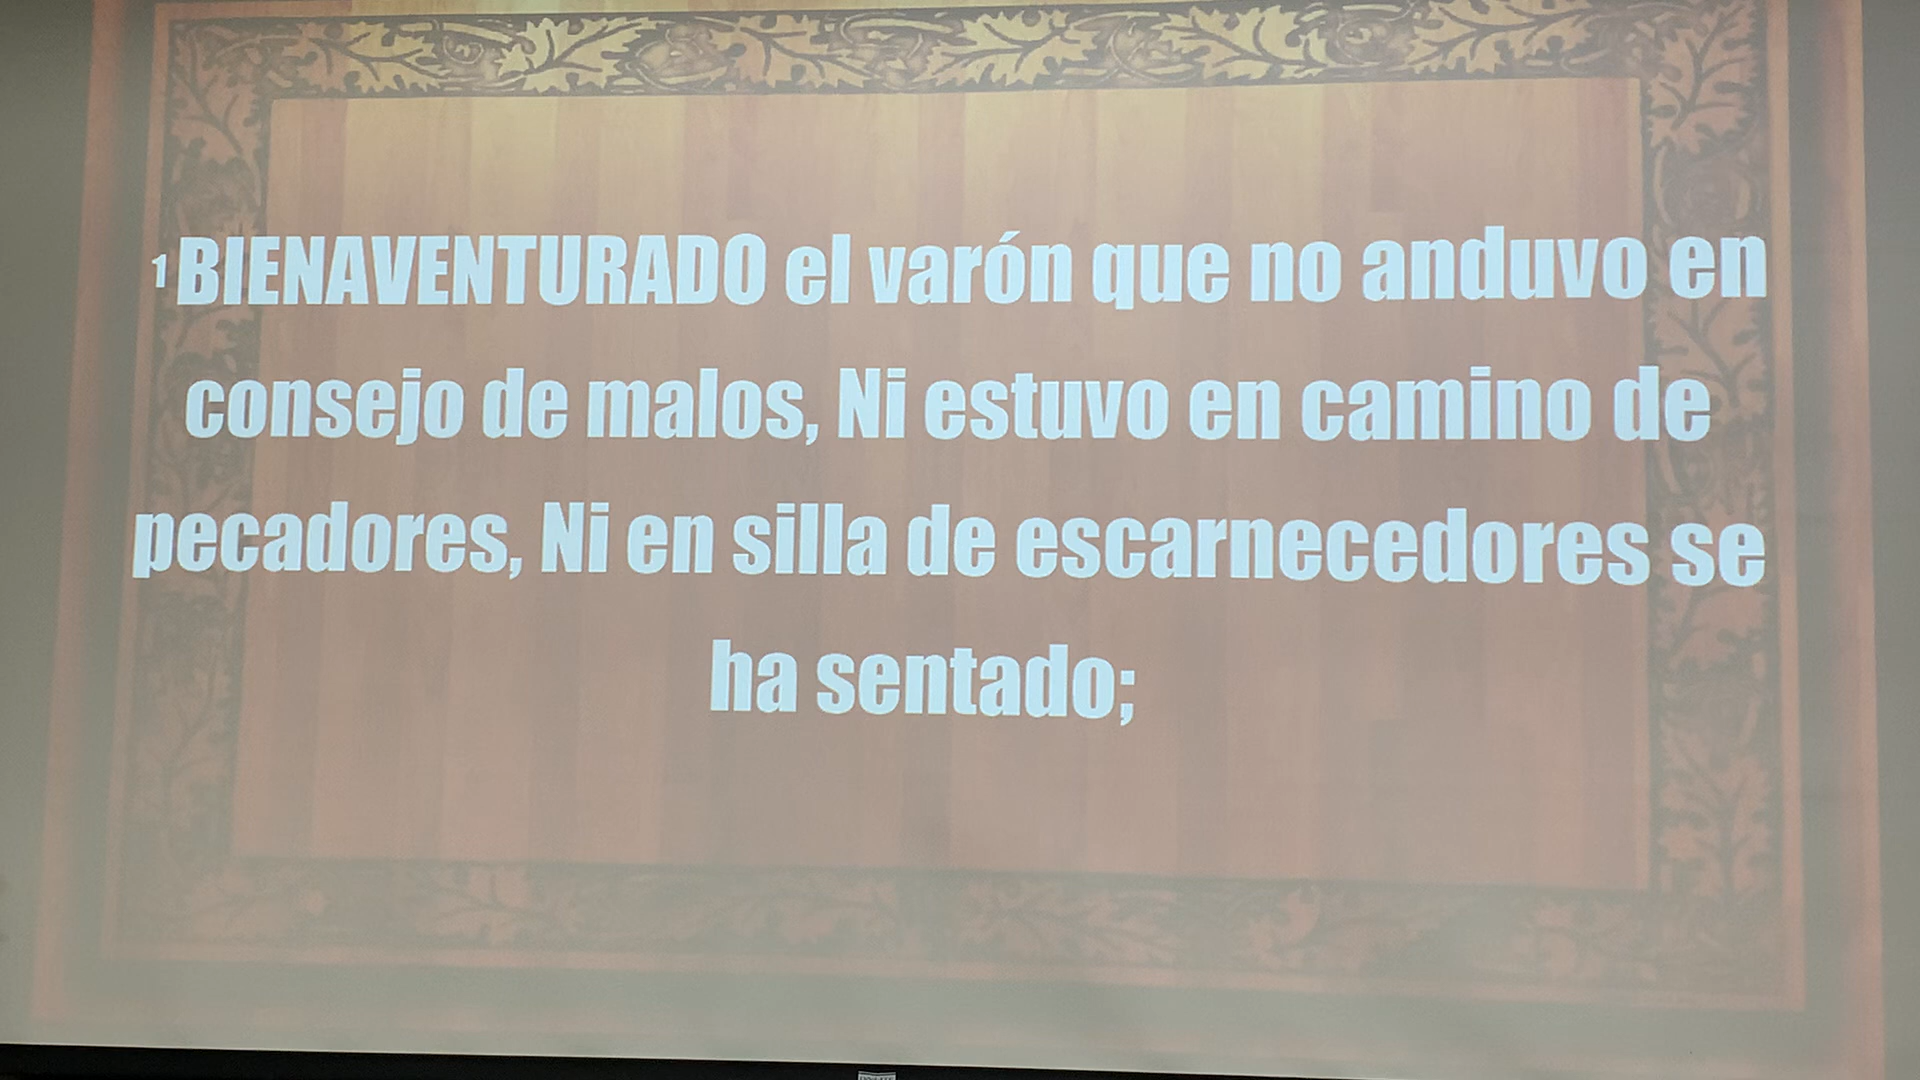 1 BIENAVENTURADO el varón que no anduvo en
consejo de malos, Ni estuvo en camino de
pecadores, Ni en silla de escarnecedores se
ha sentado;